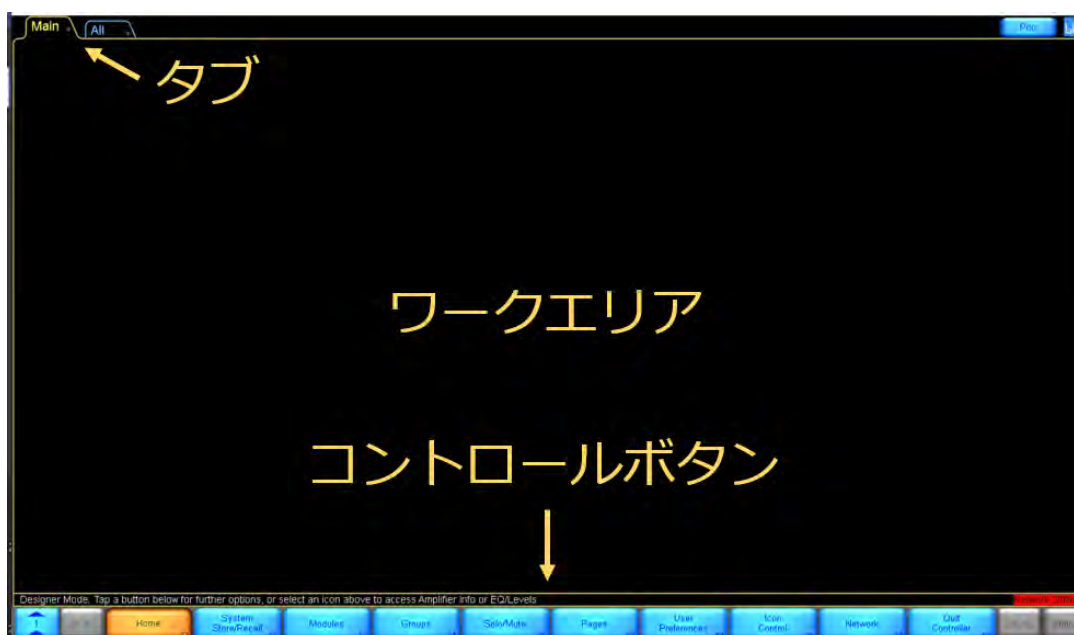 Main
All
タブ
ワークエリア
コントロールボタン
Designer Mode. Tap a button below for further options, or select an icon above to access Amplifier info or EQ/Levels
1
Home
System
Store/Recall
Modules
Groups
Solo/Mute
Pages
User
Preferences
Icon
Control
Network
Quit
Controller